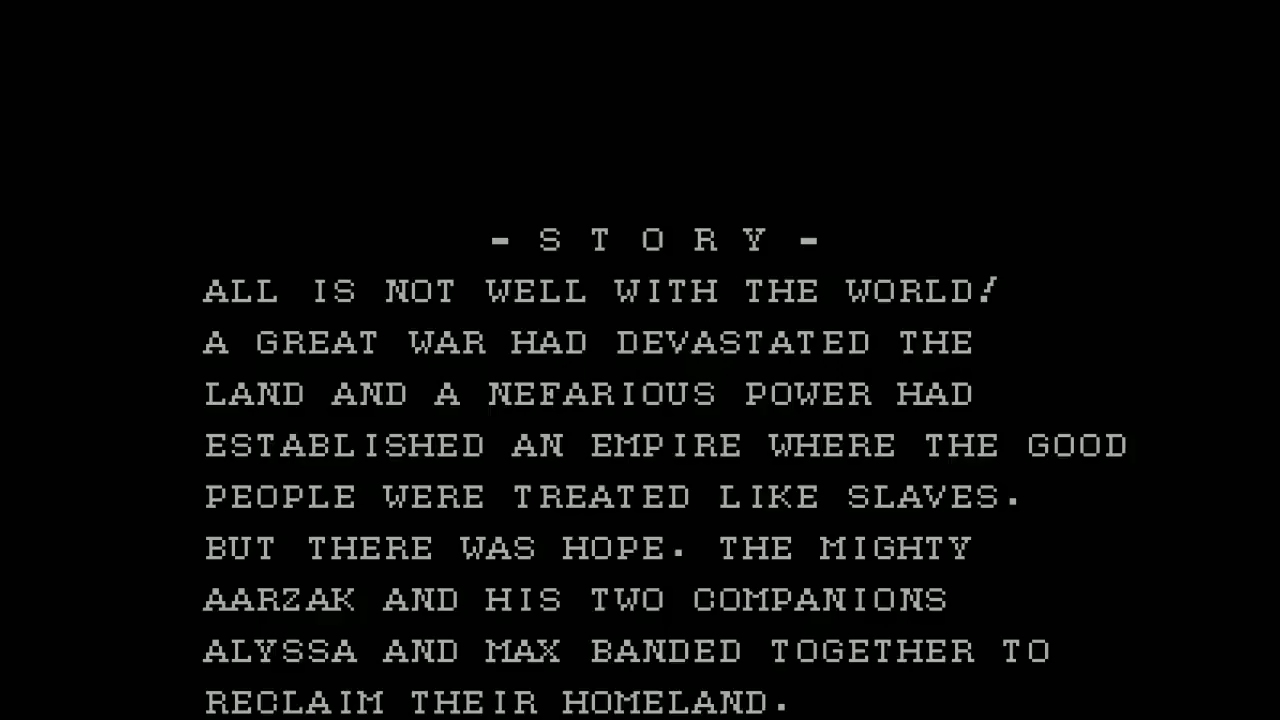 - S T O R Y -
ALL IS NOT WELL WITH THE WORLD!
A GREAT WAR HAD DEVASTATED THE
LAND AND A NEFARIOUS POWER HAD
ESTABLISHED AN EMPIRE WHERE THE GOOD
PEOPLE WERE TREATED LIKE SLAVES.
BUT THERE WAS HOPE. THE MIGHTY
AARZAK AND HIS TWO COMPANIONS
ALYSSA AND MAX BANDED TOGETHER TO
RECLAIM THEIR HOMELAND.